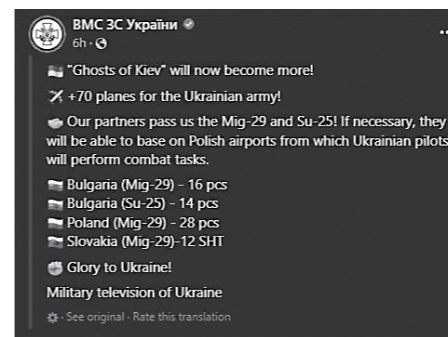 ВМС ЗС України
6h
"Ghosts of Kiev" will now become more!
+70 planes for the Ukrainian army!
Our partners pass us the Mig-29 and Su-25! If necessary, they
will be able to base on Polish airports from which Ukrainian pilots
will perform combat tasks.
Bulgaria (Mig-29) - 16 pcs
Bulgaria (Su-25) - 14 pcs
Poland (Mig-29) - 28 pcs
Slovakia (Mig-29)-12 SHT
Glory to Ukraine!
Military television of Ukraine
· See original · Rate this translation